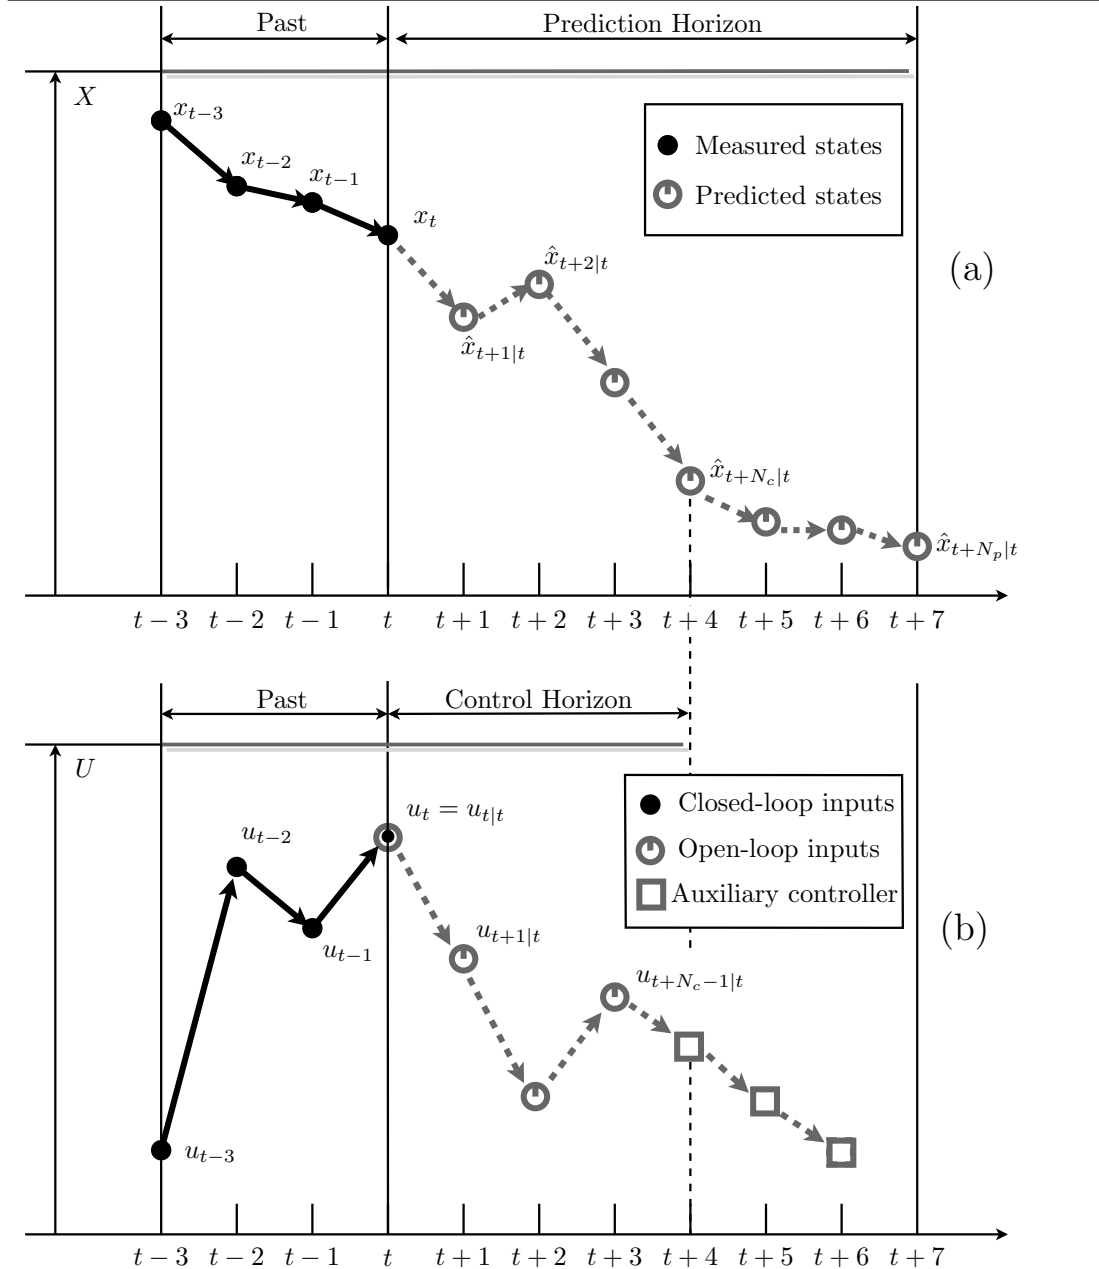 Past
Prediction Horizon
X
x_{t−3}
x_{t−2}
x_{t−1}
x_t
Measured states
Predicted states
x̂_{t+1|t}
x̂_{t+2|t}
(a)
x̂_{t+N_c|t}
x̂_{t+N_p|t}
t − 3 t − 2 t − 1 t t + 1 t + 2 t + 3 t + 4 t + 5 t + 6 t + 7
Past
Control Horizon
U
u_t = u_{t|t}
u_{t−2}
u_{t−1}
u_{t−3}
Closed-loop inputs
Open-loop inputs
Auxiliary controller
(b)
u_{t+1|t}
u_{t+N_c−1|t}
t − 3 t − 2 t − 1 t t + 1 t + 2 t + 3 t + 4 t + 5 t + 6 t + 7